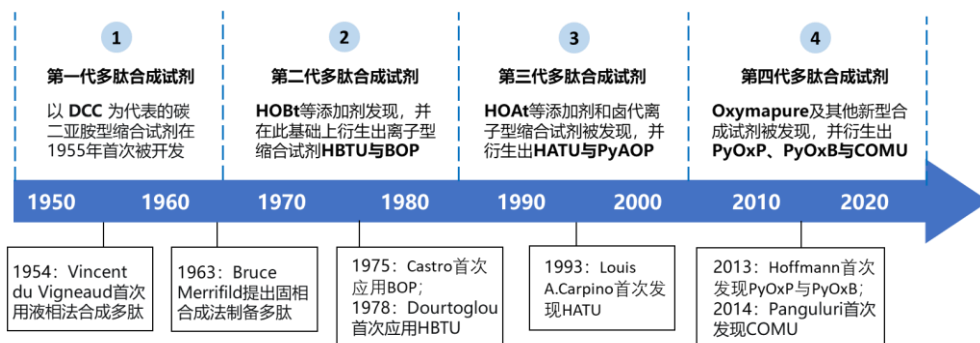 1
第一代多肽合成试剂
以 DCC 为代表的碳
二亚胺型缩合试剂在
1955年首次被开发
2
第二代多肽合成试剂
HOBt等添加剂发现，并
在此基础上衍生出离子型
缩合试剂HBTU与BOP
3
第三代多肽合成试剂
HOAt等添加剂和卤代离
子型缩合试剂被发现，并
衍生出HATU与PyAOP
4
第四代多肽合成试剂
Oxymapure及其他新型合
成试剂被发现，并衍生出
PyOxP、PyOxB与COMU
1950 1960 1970 1980 1990 2000 2010 2020
1954：Vincent
du Vigneaud首次
用液相法合成多肽
1963：Bruce
Merrifild提出固相
合成法制备多肽
1975：Castro首次
应用BOP；
1978：Dourtoglou
首次应用HBTU
1993：Louis
A.Carpino首次发
现HATU
2013：Hoffmann首次
发现PyOxP与PyOxB；
2014：Panguluri首次
发现COMU